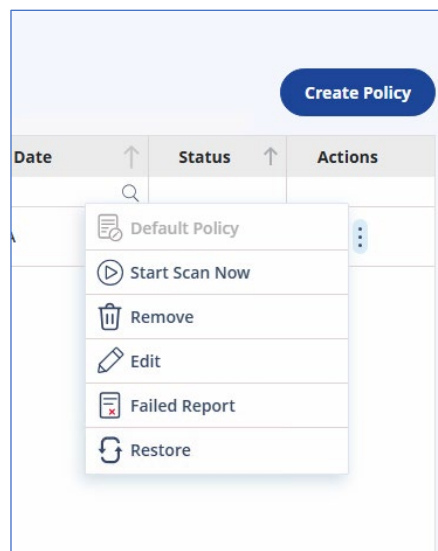 Create Policy
Date Status Actions
Default Policy
Start Scan Now
Remove
Edit
Failed Report
Restore